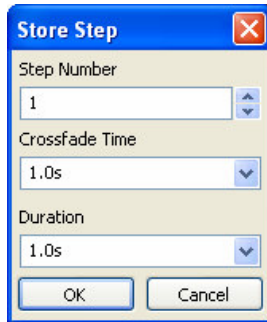 Store Step
Step Number
1
Crossfade Time
1.0s
Duration
1.0s
OK Cancel